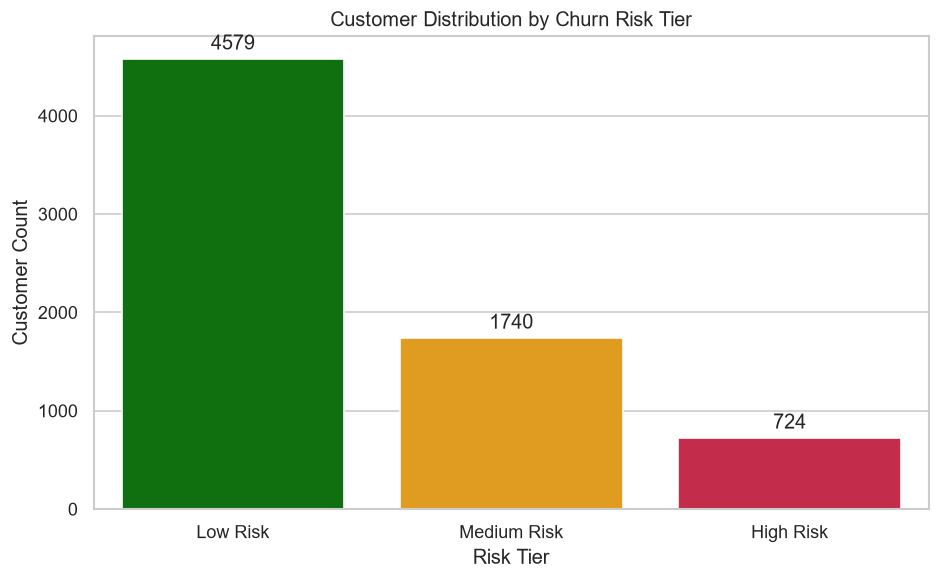 Customer Distribution by Churn Risk Tier
4579
1740
724
Customer Count
4000
3000
2000
1000
0
Low Risk
Medium Risk
High Risk
Risk Tier